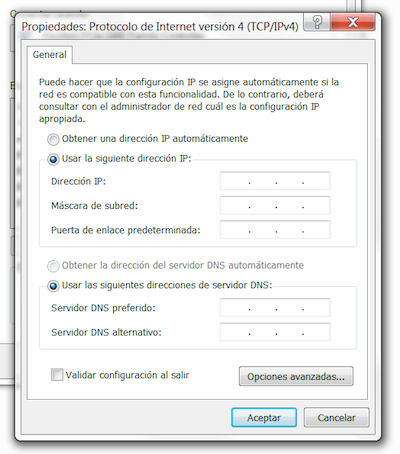 Propiedades: Protocolo de Internet versión 4 (TCP/IPv4)
General
Puede hacer que la configuración IP se asigne automáticamente si la
red es compatible con esta funcionalidad. De lo contrario, deberá
consultar con el administrador de red cuál es la configuración IP
apropiada.
Obtener una dirección IP automáticamente
Usar la siguiente dirección IP:
Dirección IP:
Máscara de subred:
Puerta de enlace predeterminada:
Obtener la dirección del servidor DNS automáticamente
Usar las siguientes direcciones de servidor DNS:
Servidor DNS preferido:
Servidor DNS alternativo:
Validar configuración al salir
Opciones avanzadas...
Aceptar
Cancelar